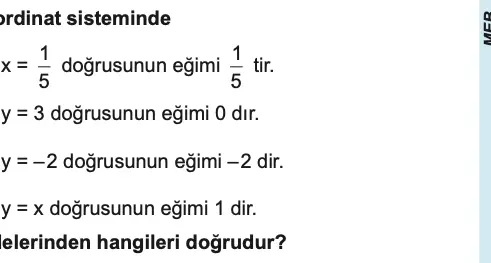 ordinat sisteminde
x = 1/5 doğrusunun eğimi 1/5 tir.
y = 3 doğrusunun eğimi 0 dır.
y = –2 doğrusunun eğimi –2 dir.
y = x doğrusunun eğimi 1 dir.
lelerinden hangileri doğrudur?
MEB